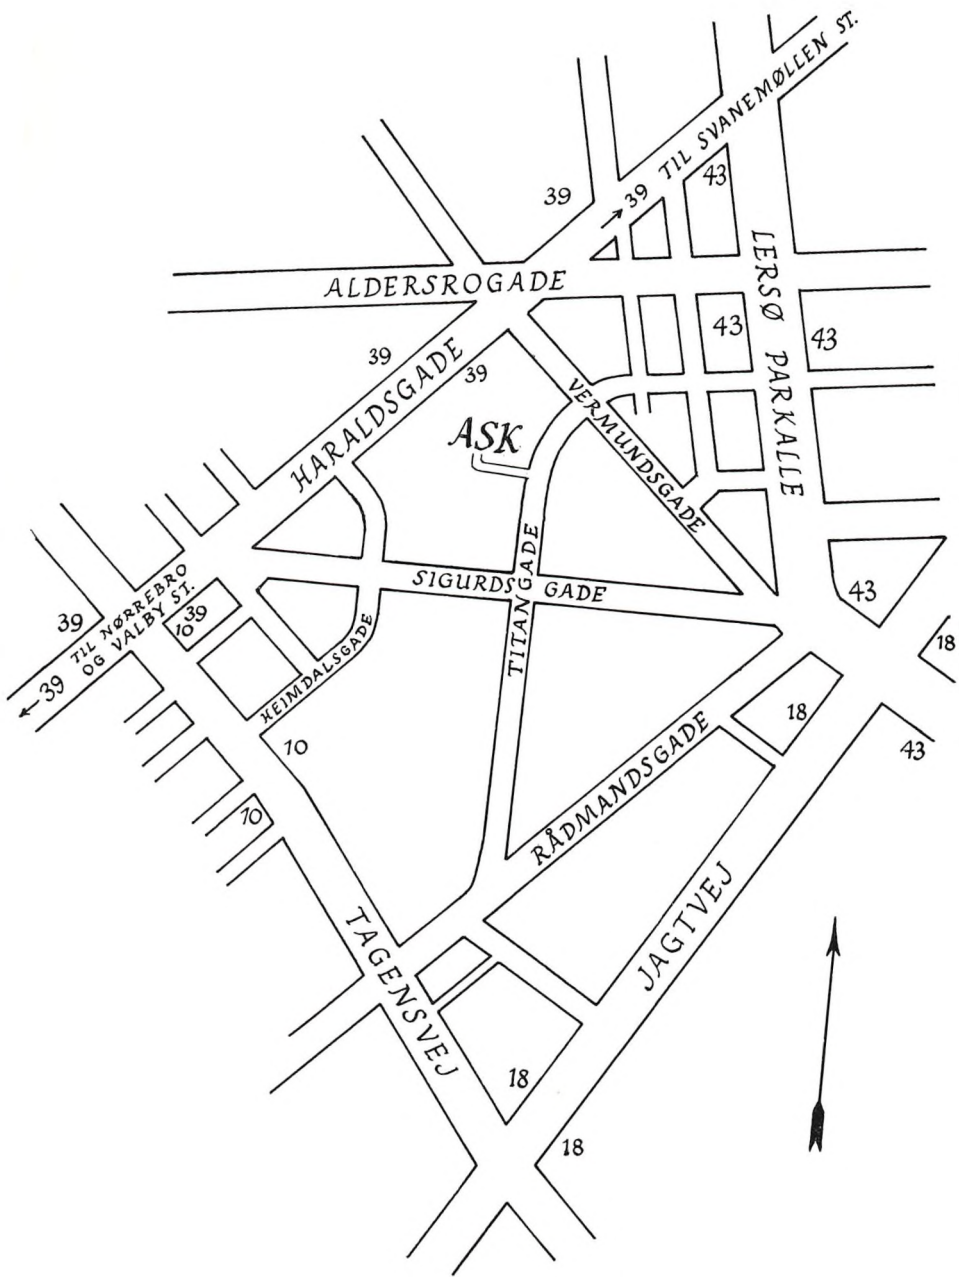 TIL SVANEMØLLEN ST.
→ 39
39
43
ALDERSROGADE
LERSØ PARKALLE
43
43
39
HARALDSGADE
39
VERMUNDSGADE
ASK
TITANGADE
SIGURDSGADE
43
39
TIL NØRREBRO
OG VALBY ST.
← 39
39
10
HEIMDALSGADE
18
18
43
10
RÅDMANDSGADE
10
JAGTVEJ
TAGENSVEJ
18
18